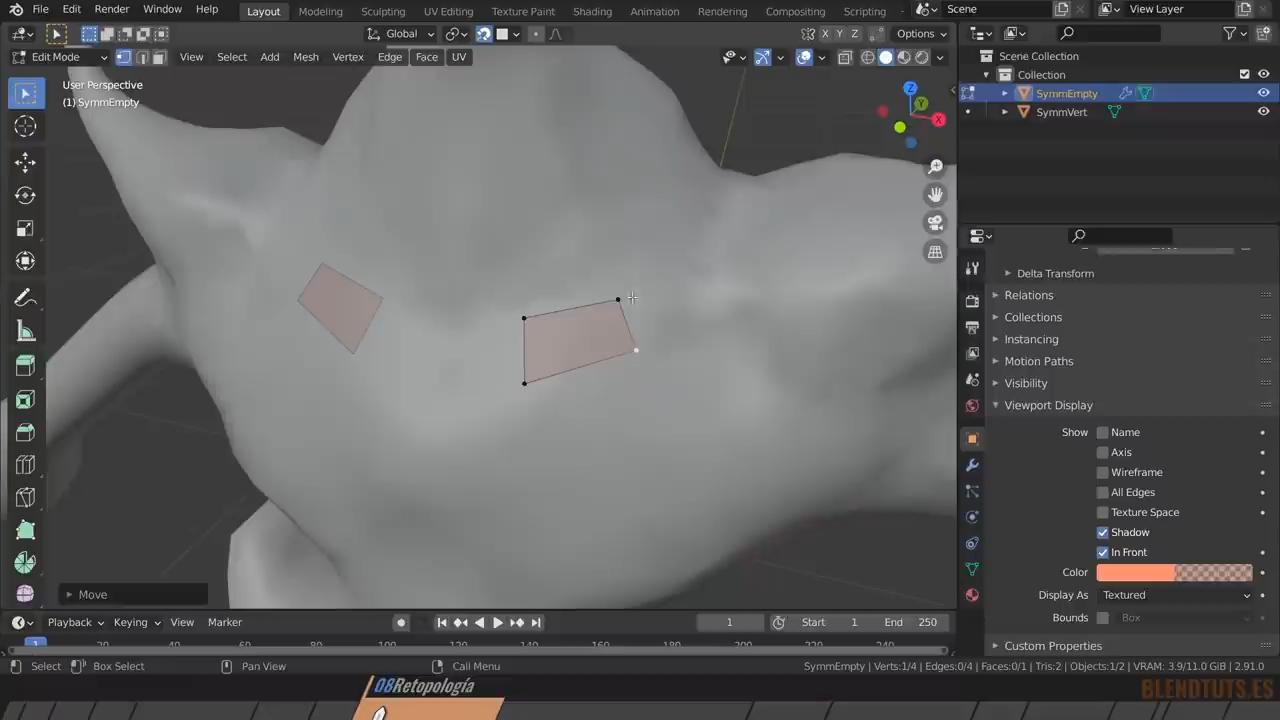 File Edit Render Window Help Layout Modeling Sculpting UV Editing Texture Paint Shading Animation Rendering Compositing Scripting Scene View Layer
Global X Y Z Options
Edit Mode View Select Add Mesh Vertex Edge Face UV
User Perspective
(1) SymmEmpty
Z
Y
X
Move
Scene Collection
Collection
SymmEmpty
SymmVert
Delta Transform
Relations
Collections
Instancing
Motion Paths
Visibility
Viewport Display
Show Name
Axis
Wireframe
All Edges
Texture Space
Shadow
In Front
Color
Display As Textured
Bounds Box
Custom Properties
Playback Keying View Marker 1 Start 1 End 250
Select Box Select Pan View Call Menu SymmEmpty | Verts:1/4 | Edges:0/4 | Faces:0/1 | Tris:2 | Objects:1/2 | VRAM: 3.9/11.0 GiB | 2.91.0
08Retopología
BLENDTUTS.ES